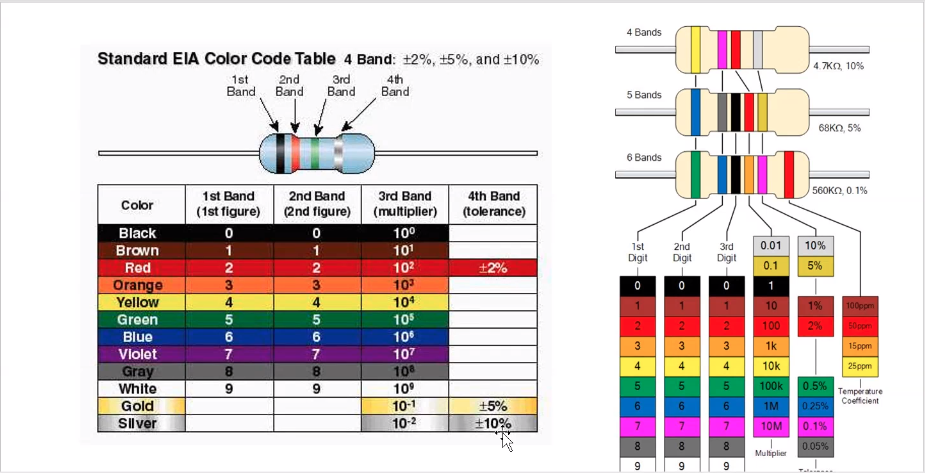 Standard EIA Color Code Table 4 Band: ±2%, ±5%, and ±10%
1st Band 2nd Band 3rd Band 4th Band
Color 1st Band (1st figure) 2nd Band (2nd figure) 3rd Band (multiplier) 4th Band (tolerance)
Black 0 0 10⁰
Brown 1 1 10¹
Red 2 2 10² ±2%
Orange 3 3 10³
Yellow 4 4 10⁴
Green 5 5 10⁵
Blue 6 6 10⁶
Violet 7 7 10⁷
Gray 8 8 10⁸
White 9 9 10⁹
Gold 10⁻¹ ±5%
Silver 10⁻² ±10%
4 Bands
4.7KΩ, 10%
5 Bands
68KΩ, 5%
6 Bands
560KΩ, 0.1%
1st Digit 2nd Digit 3rd Digit
0.01 10%
0.1 5%
0 0 0 1
1 1 1 10 1% 100ppm
2 2 2 100 2% 50ppm
3 3 3 1k 15ppm
4 4 4 10k 25ppm
5 5 5 100k 0.5%
6 6 6 1M 0.25%
7 7 7 10M 0.1%
8 8 8 0.05%
9 9 9
Temperature
Coefficient
Multiplier